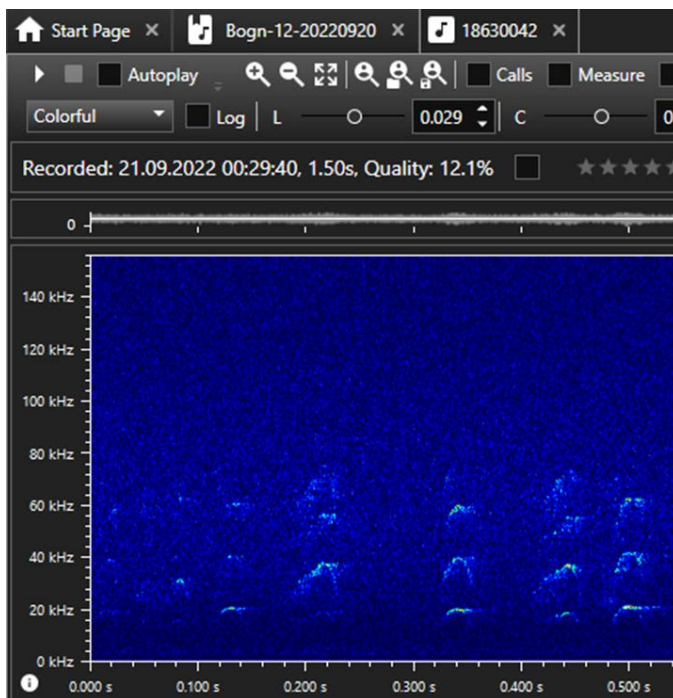 Start Page × Bogn-12-20220920 × 18630042 ×
Autoplay Calls Measure
Colorful Log L 0.029 C 0
Recorded: 21.09.2022 00:29:40, 1.50s, Quality: 12.1%
0
140 kHz
120 kHz
100 kHz
80 kHz
60 kHz
40 kHz
20 kHz
0 kHz
0.000 s 0.100 s 0.200 s 0.300 s 0.400 s 0.500 s